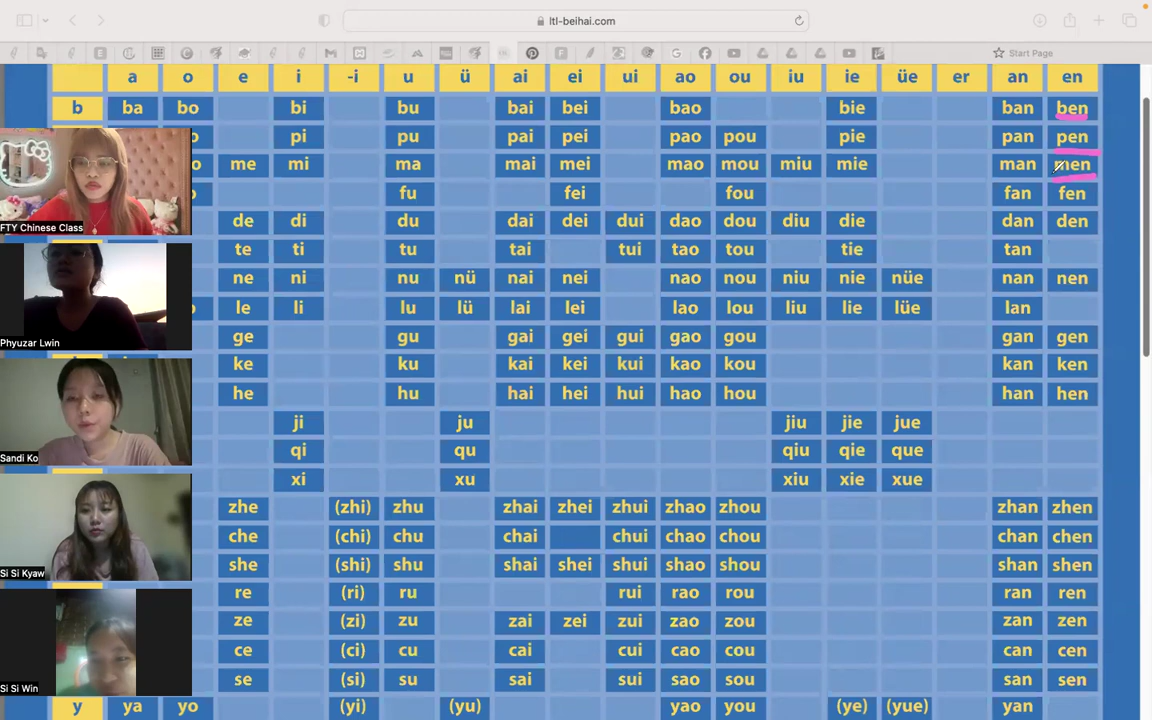 ltl-beihai.com
Start Page
a o e i -i u ü ai ei ui ao ou iu ie üe er an en
b ba bo bi bu bai bei bao bie ban ben
pi pu pai pei pao pou pie pan pen
me mi ma mai mei mao mou miu mie man men
fu fei fou fan fen
FTY Chinese Class
de di du dai dei dui dao dou diu die dan den
te ti tu tai tui tao tou tie tan
ne ni nu nü nai nei nao nou niu nie nüe nan nen
le li lu lü lai lei lao lou liu lie lüe lan
ge gu gai gei gui gao gou gan gen
Phyuzar Lwin
ke ku kai kei kui kao kou kan ken
he hu hai hei hui hao hou han hen
ji ju jiu jie jue
qi qu qiu qie que
Sandi Ko
xi xu xiu xie xue
zhe (zhi) zhu zhai zhei zhui zhao zhou zhan zhen
che (chi) chu chai chui chao chou chan chen
she (shi) shu shai shei shui shao shou shan shen
Si Si Kyaw
re (ri) ru rui rao rou ran ren
ze (zi) zu zai zei zui zao zou zan zen
ce (ci) cu cai cui cao cou can cen
se (si) su sai sui sao sou san sen
Si Si Win
y ya yo (yi) (yu) yao you (ye) (yue) yan